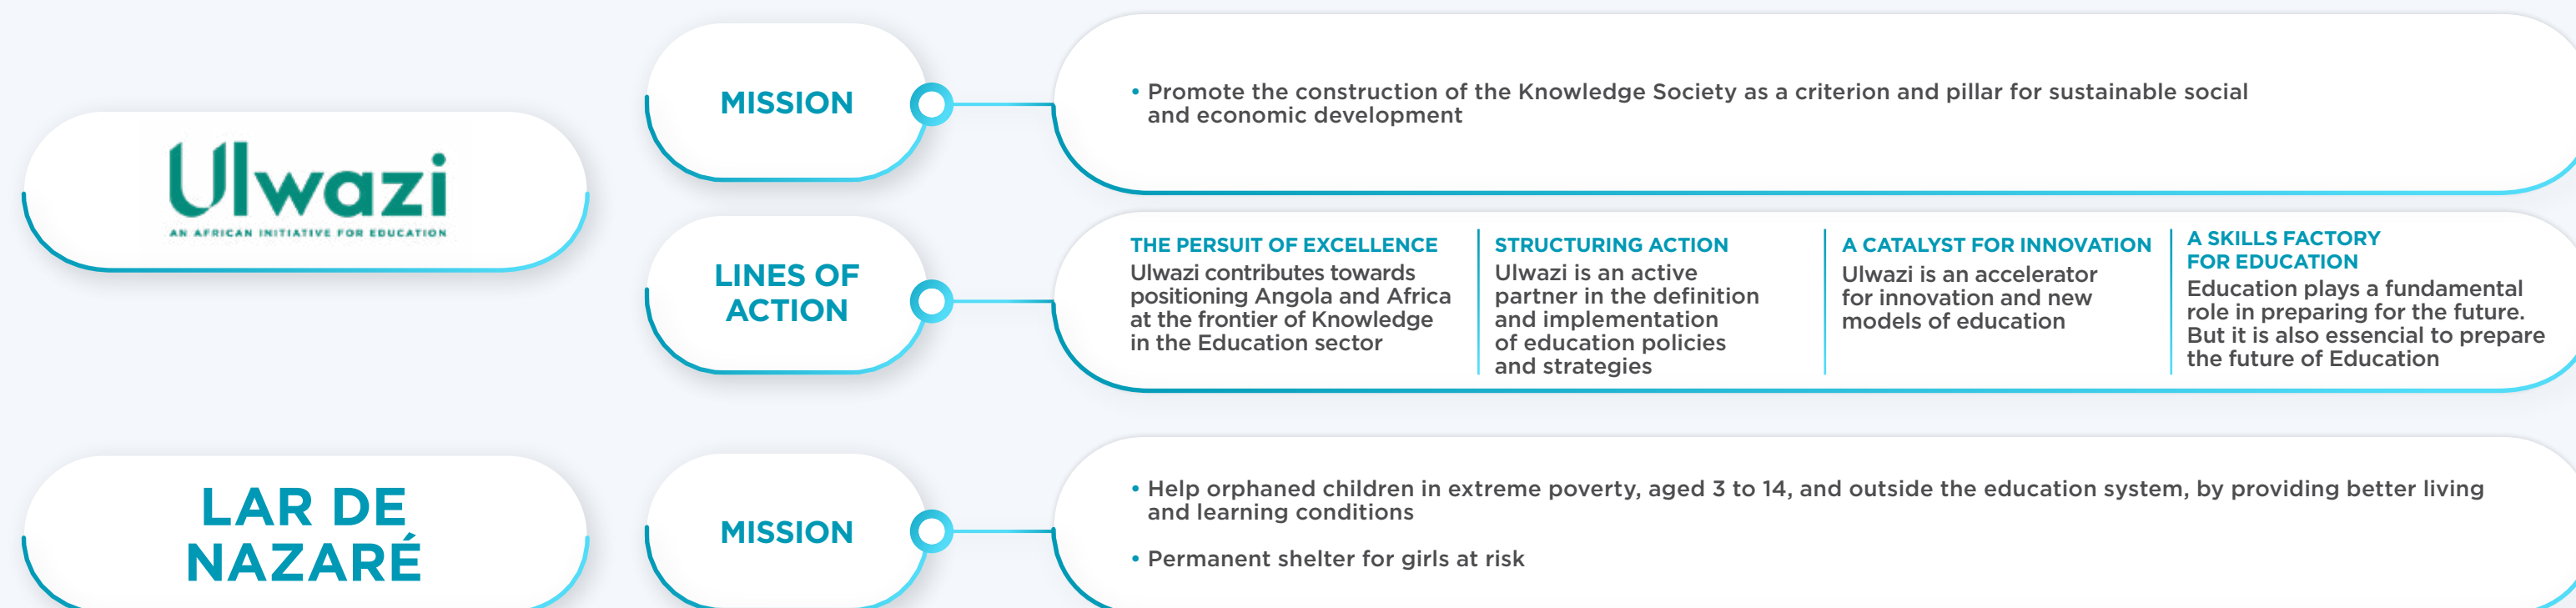 Ulwazi
AN AFRICAN INITIATIVE FOR EDUCATION
MISSION
• Promote the construction of the Knowledge Society as a criterion and pillar for sustainable social
and economic development
LINES OF
ACTION
THE PERSUIT OF EXCELLENCE
Ulwazi contributes towards
positioning Angola and Africa
at the frontier of Knowledge
in the Education sector
STRUCTURING ACTION
Ulwazi is an active
partner in the definition
and implementation
of education policies
and strategies
A CATALYST FOR INNOVATION
Ulwazi is an accelerator
for innovation and new
models of education
A SKILLS FACTORY
FOR EDUCATION
Education plays a fundamental
role in preparing for the future.
But it is also essencial to prepare
the future of Education
LAR DE
NAZARÉ
MISSION
• Help orphaned children in extreme poverty, aged 3 to 14, and outside the education system, by providing better living
and learning conditions
• Permanent shelter for girls at risk